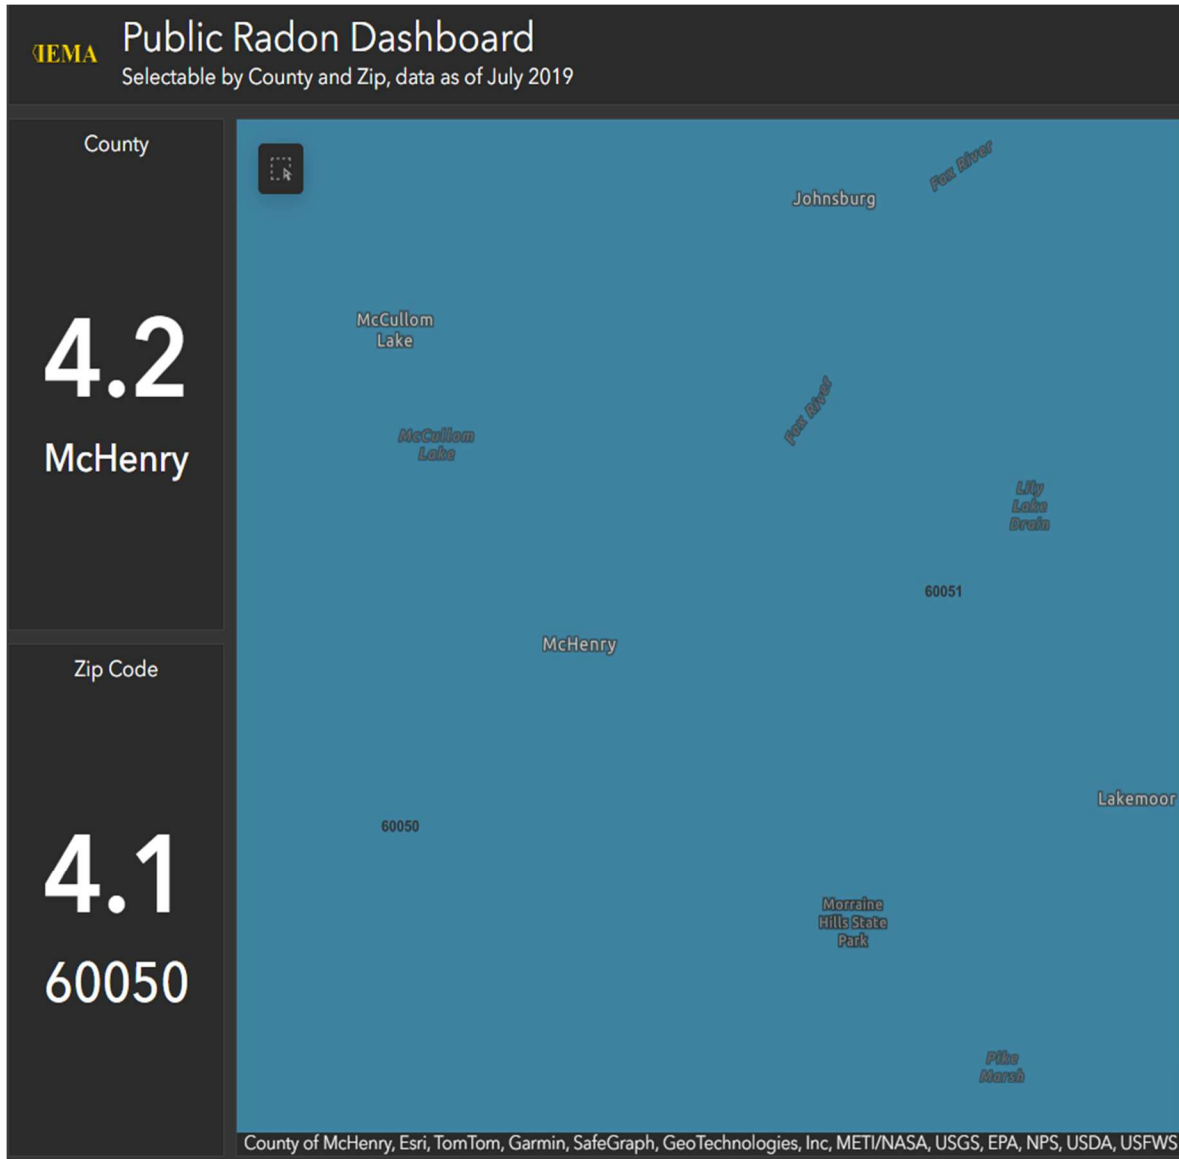 IEMA
Public Radon Dashboard
Selectable by County and Zip, data as of July 2019
County
4.2
McHenry
Zip Code
4.1
60050
Fox River
Johnsburg
McCullom
Lake
Fox River
McCullom
Lake
Lily
Lake
Drain
60051
McHenry
Lakemoor
60050
Morraine
Hills State
Park
Pike
Marsh
County of McHenry, Esri, TomTom, Garmin, SafeGraph, GeoTechnologies, Inc, METI/NASA, USGS, EPA, NPS, USDA, USFWS